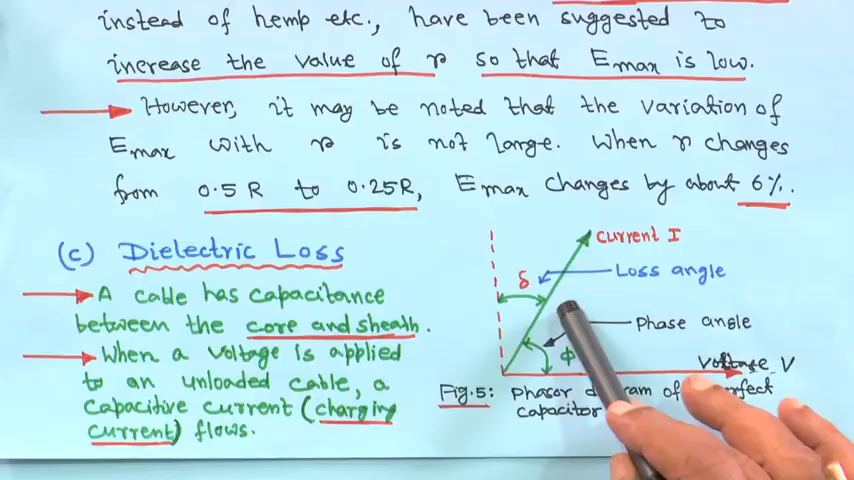 instead of hemp etc., have been suggested to
increase the value of r so that Emax is low.
However, it may be noted that the variation of
Emax with r is not large. When r changes
from 0.5 R to 0.25R, Emax changes by about 6%.
(c) Dielectric Loss
A cable has capacitance
between the core and sheath.
When a voltage is applied
to an unloaded cable, a
capacitive current (charging
current) flows.
Current I
δ
Loss angle
Phase angle
φ
Voltage V
Fig.5: Phasor diagram of
capacitor